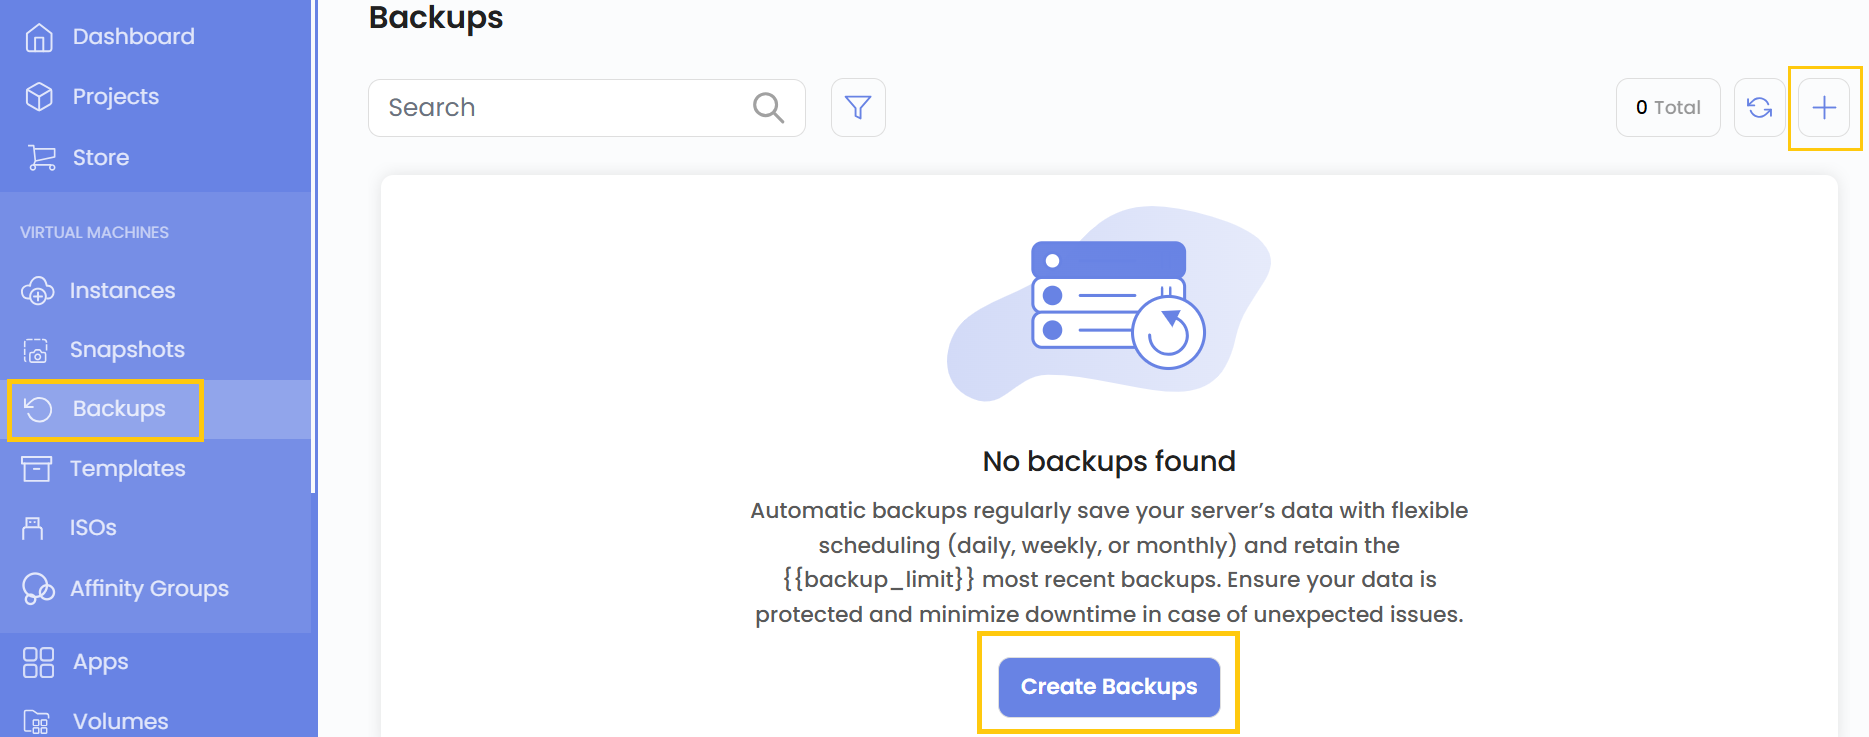 Dashboard
Projects
Store
VIRTUAL MACHINES
Instances
Snapshots
Backups
Templates
ISOs
Affinity Groups
Apps
Volumes
Backups
Search
0 Total
No backups found
Automatic backups regularly save your server’s data with flexible
scheduling (daily, weekly, or monthly) and retain the
{{backup_limit}} most recent backups. Ensure your data is
protected and minimize downtime in case of unexpected issues.
Create Backups